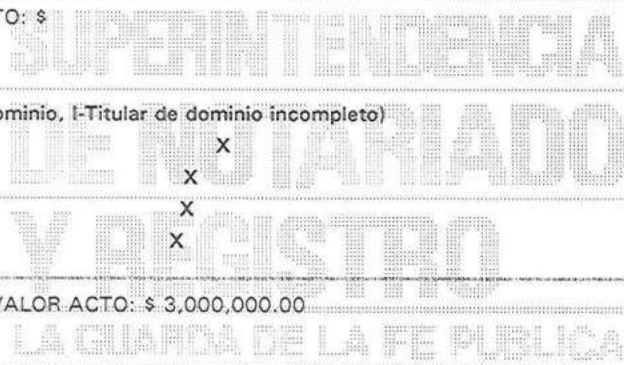 TO: $
SUPERINTENDENCIA
ominio, I-Titular de dominio incompleto)
DE NOTARIADO
X
X
X
X
Y REGISTRO
VALOR ACTO: $ 3,000,000.00
LA GUARDA DE LA FE PUBLICA